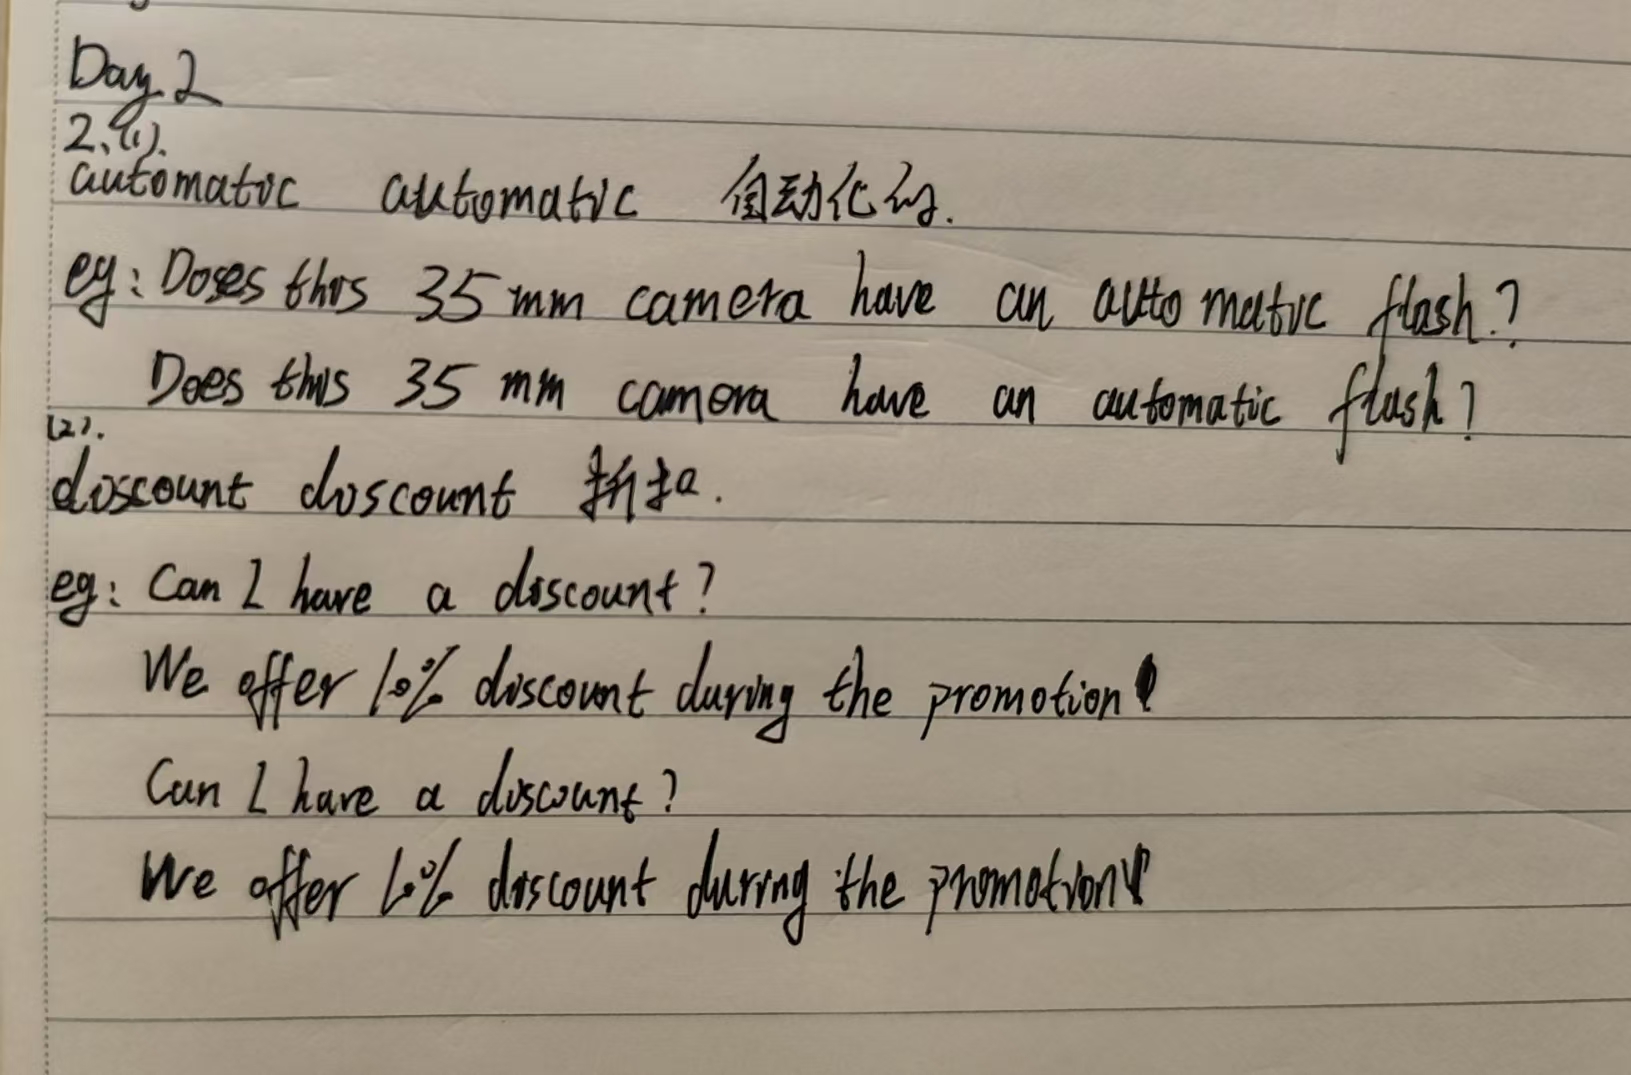 Day 2
2、(1).
automatic automatic 自动化的.
eg: Doses this 35 mm camera have an automatic flash?
Does this 35 mm camera have an automatic flash?
(2).
discount discount 折扣.
eg: Can I have a discount?
We offer 10% discount during the promotion
Can I have a discount?
We offer 10% discount during the promotion